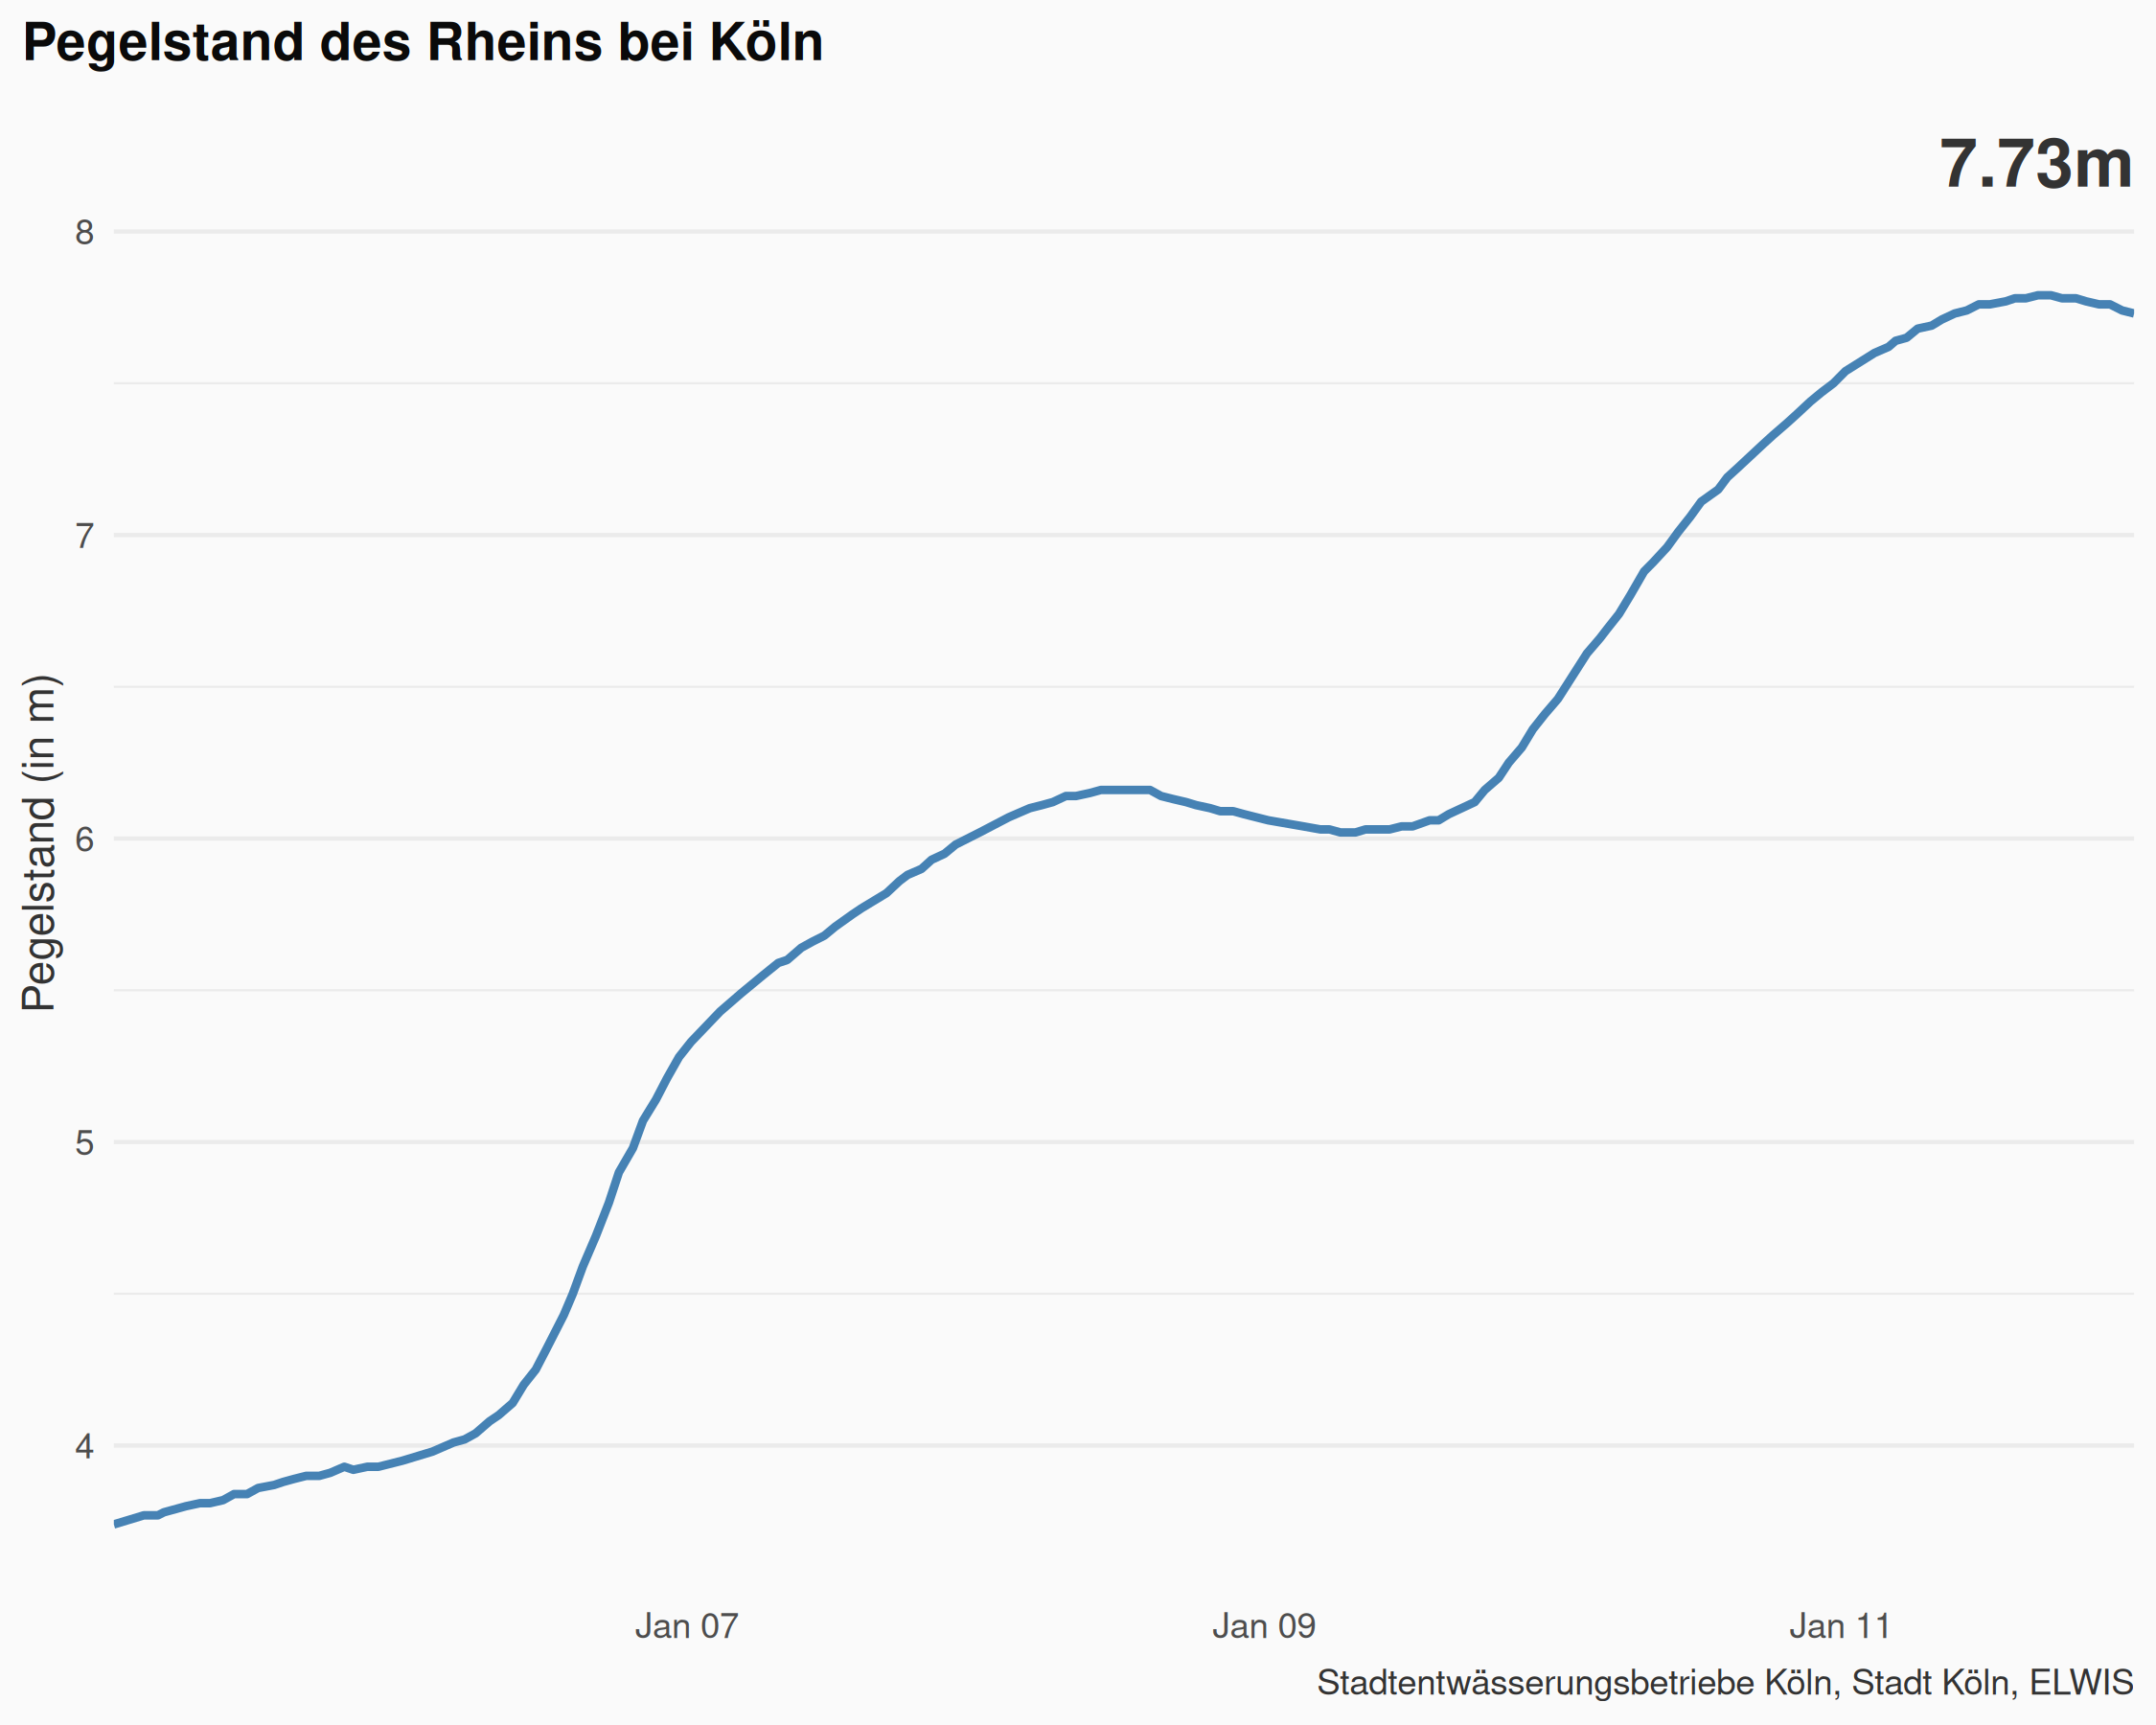 Pegelstand des Rheins bei Köln
7.73m
8
7
6
5
4
Pegelstand (in m)
Jan 07
Jan 09
Jan 11
Stadtentwässerungsbetriebe Köln, Stadt Köln, ELWIS